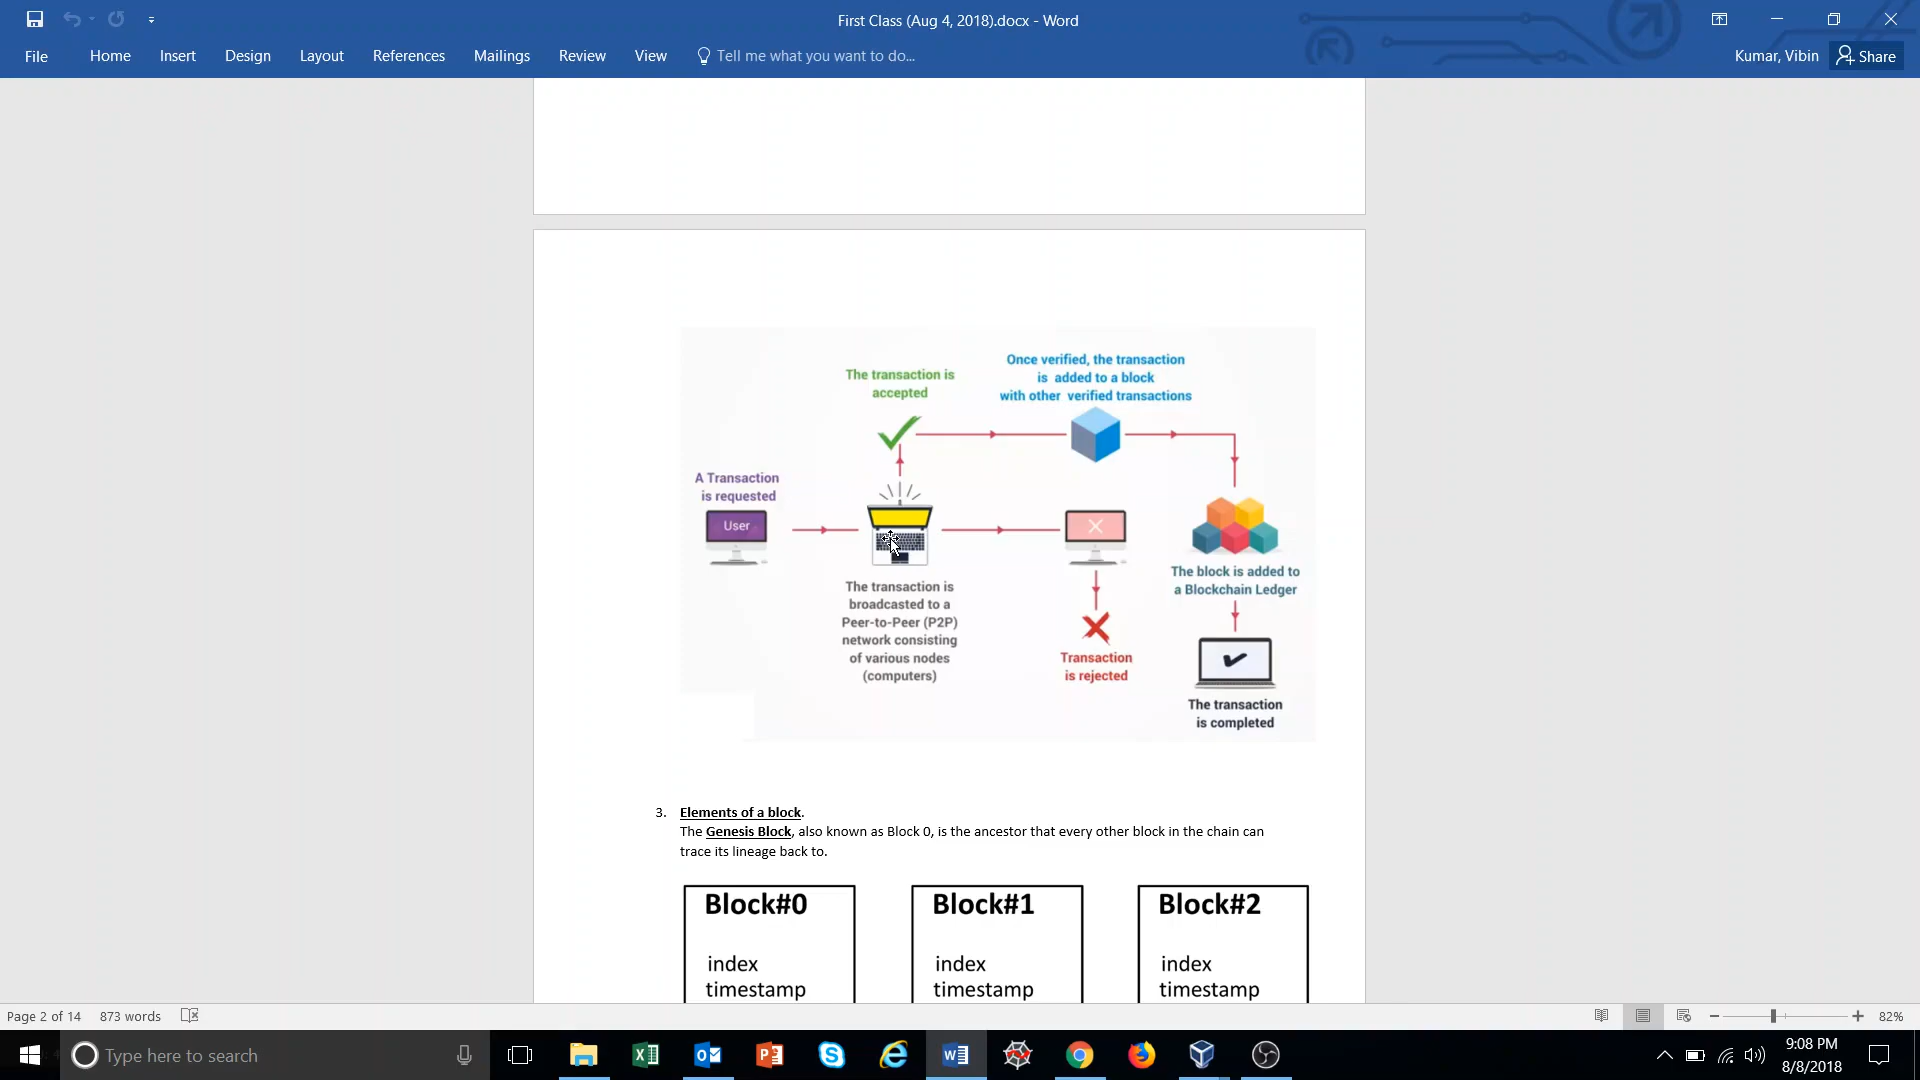 First Class (Aug 4, 2018).docx - Word
File Home Insert Design Layout References Mailings Review View Tell me what you want to do... Kumar, Vibin Share
The transaction is
accepted
Once verified, the transaction
is added to a block
with other verified transactions
A Transaction
is requested
User
The transaction is
broadcasted to a
Peer-to-Peer (P2P)
network consisting
of various nodes
(computers)
Transaction
is rejected
The block is added to
a Blockchain Ledger
The transaction
is completed
3. Elements of a block.
The Genesis Block, also known as Block 0, is the ancestor that every other block in the chain can
trace its lineage back to.
Block#0
index
timestamp
Block#1
index
timestamp
Block#2
index
timestamp
Page 2 of 14 873 words 82%
Type here to search
9:08 PM
8/8/2018